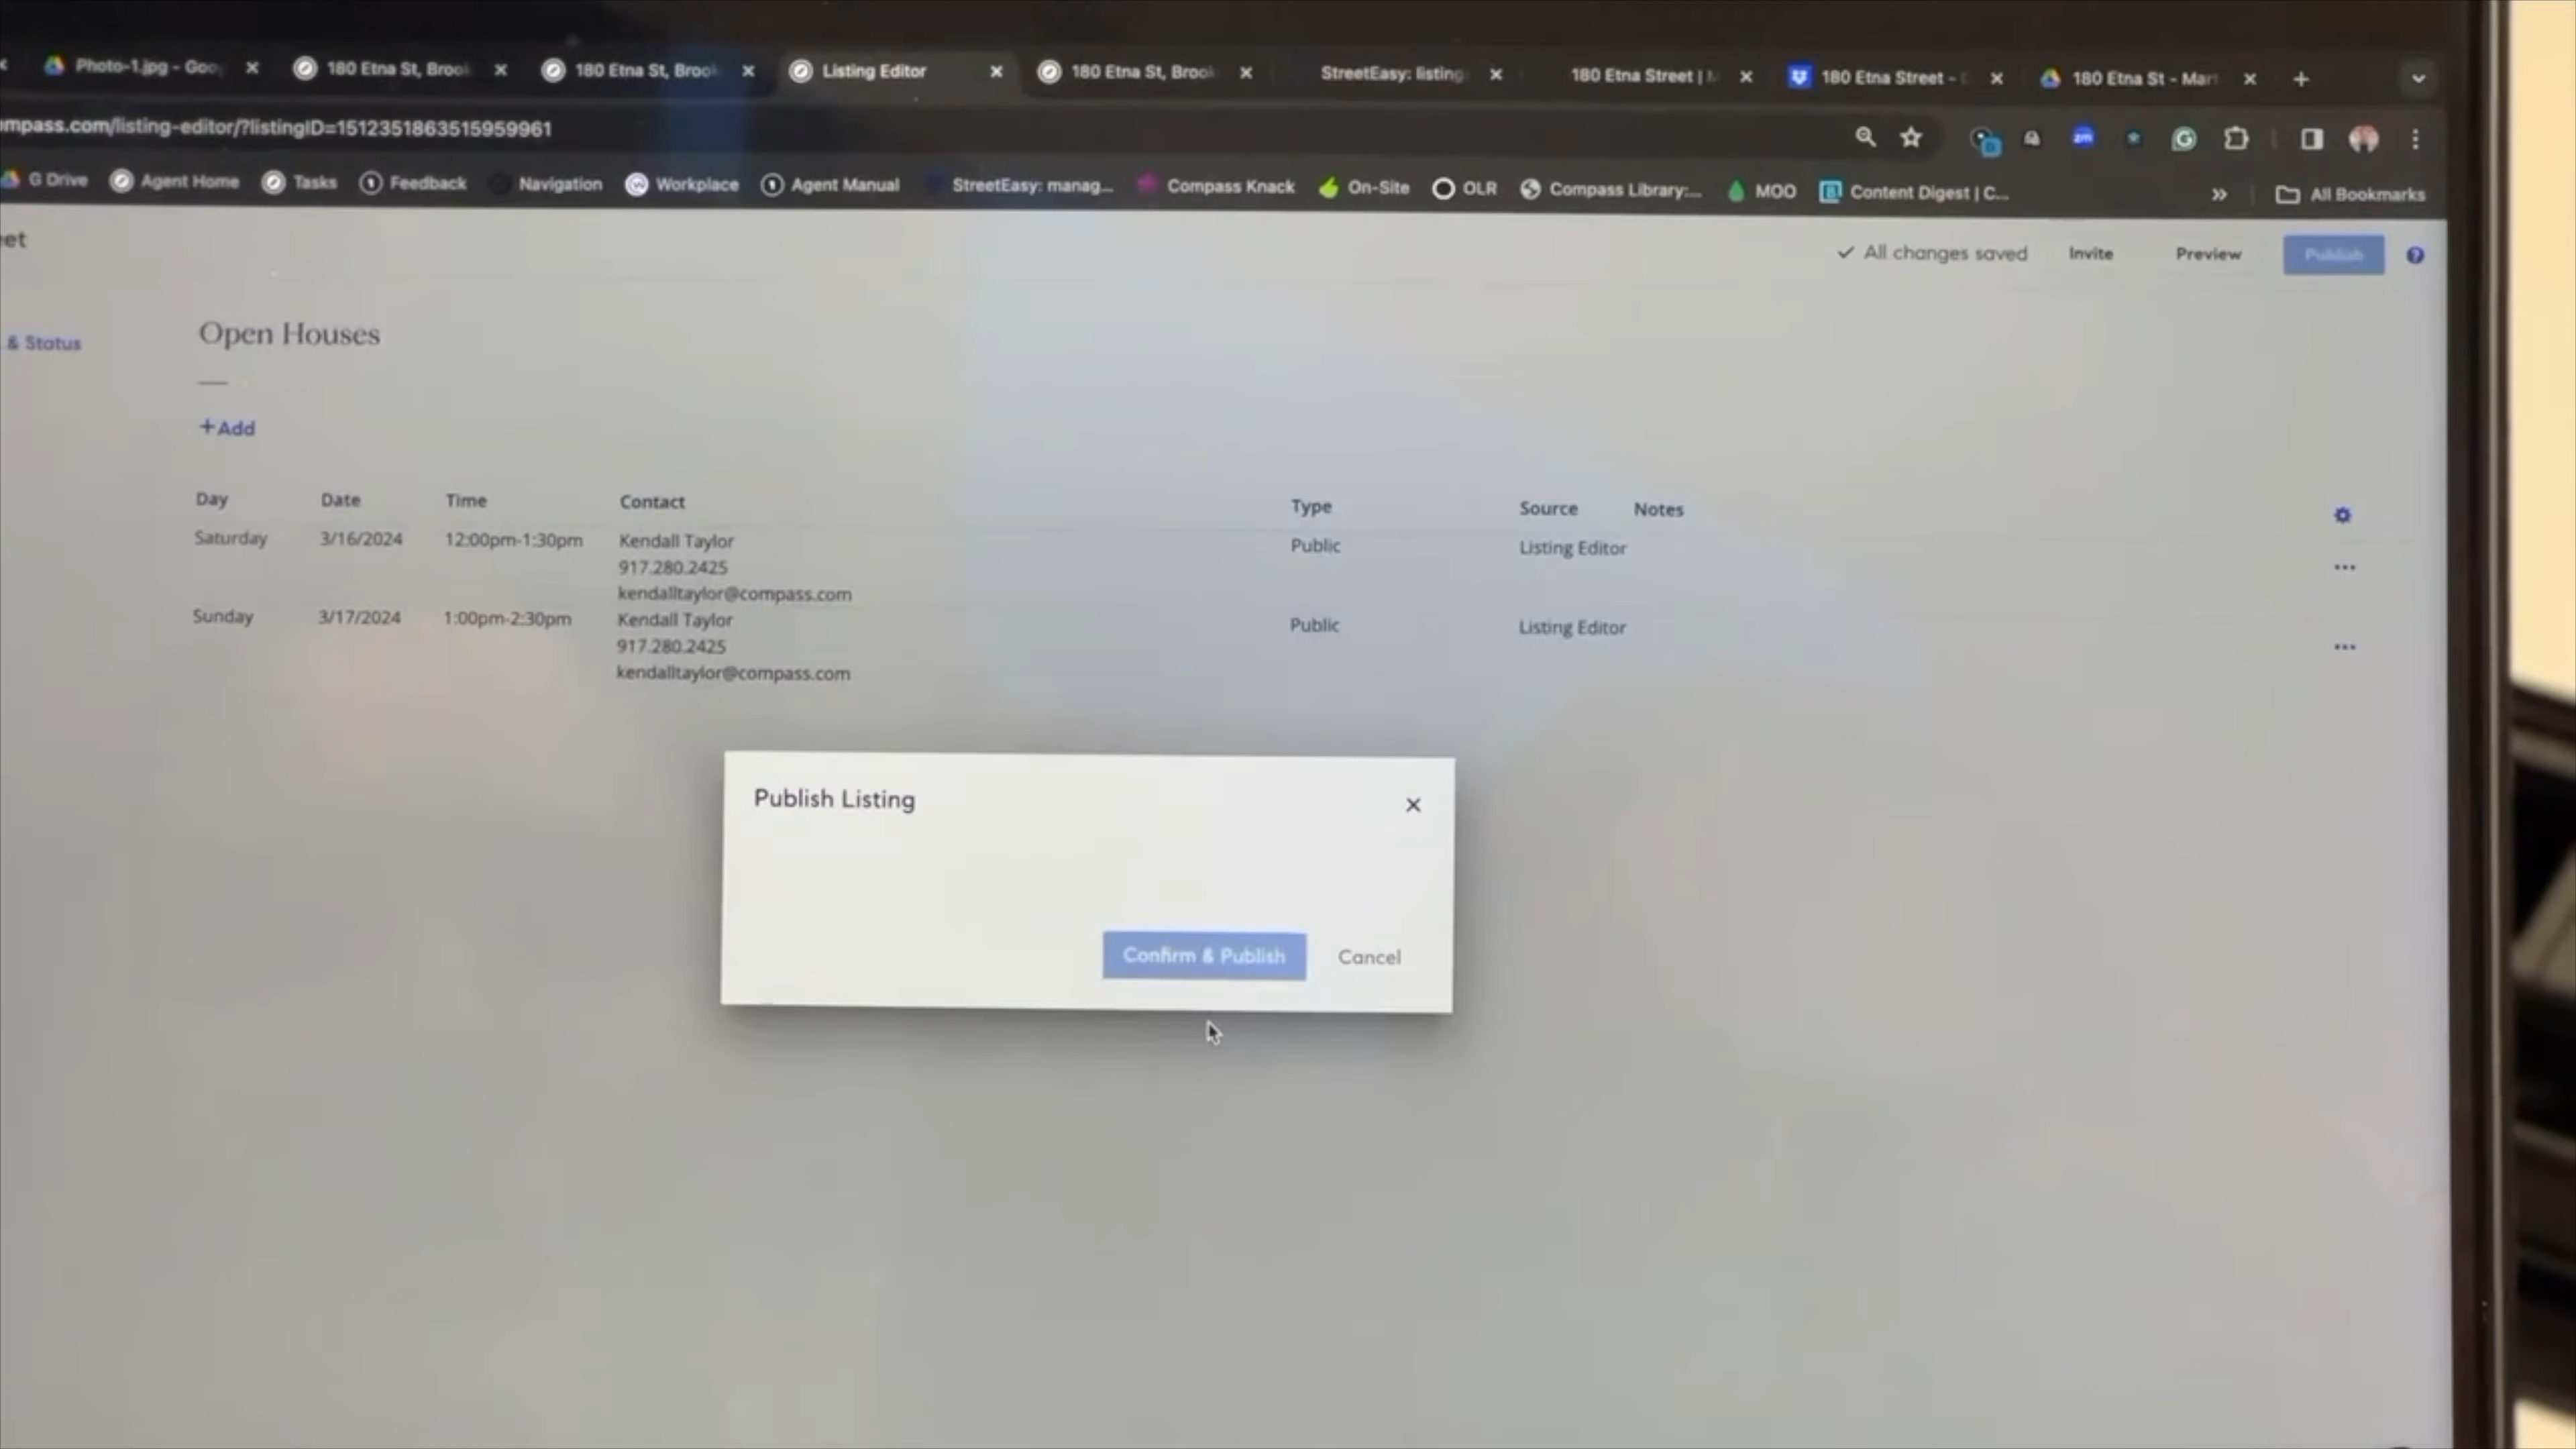 Photo-1.jpg - Goo
180 Etna St, Brook
180 Etna St, Brook
Listing Editor
180 Etna St, Brook
StreetEasy: listing
180 Etna Street |
180 Etna Street -
180 Etna St - Mar
mpass.com/listing-editor/?listingID=1512351863515959961
zm
G Drive
Agent Home
Tasks
Feedback
Navigation
Workplace
Agent Manual
StreetEasy: manag...
Compass Knack
On-Site
OLR
Compass Library:...
MOO
Content Digest | C...
»
All Bookmarks
eet
All changes saved
Invite
Preview
Publish
?
& Status
Open Houses
+Add
Day Date Time Contact Type Source Notes
Saturday 3/16/2024 12:00pm-1:30pm Kendall Taylor Public Listing Editor
917.280.2425
kendalltaylor@compass.com
Sunday 3/17/2024 1:00pm-2:30pm Kendall Taylor Public Listing Editor
917.280.2425
kendalltaylor@compass.com
Publish Listing
Confirm & Publish
Cancel